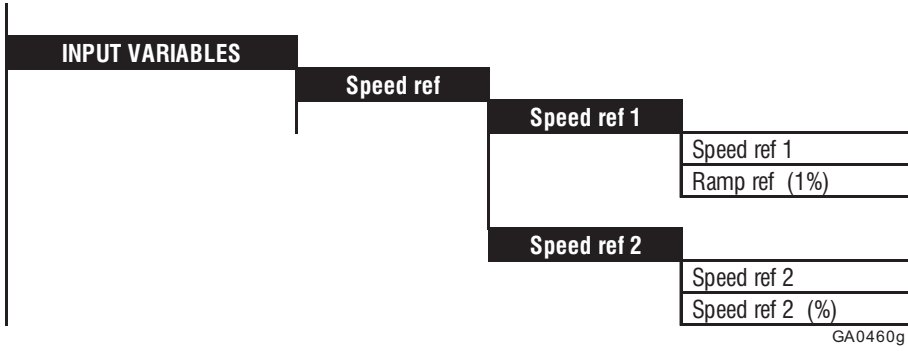 INPUT VARIABLES
Speed ref
Speed ref 1
Speed ref 1
Ramp ref (1%)
Speed ref 2
Speed ref 2
Speed ref 2 (%)
GA0460g